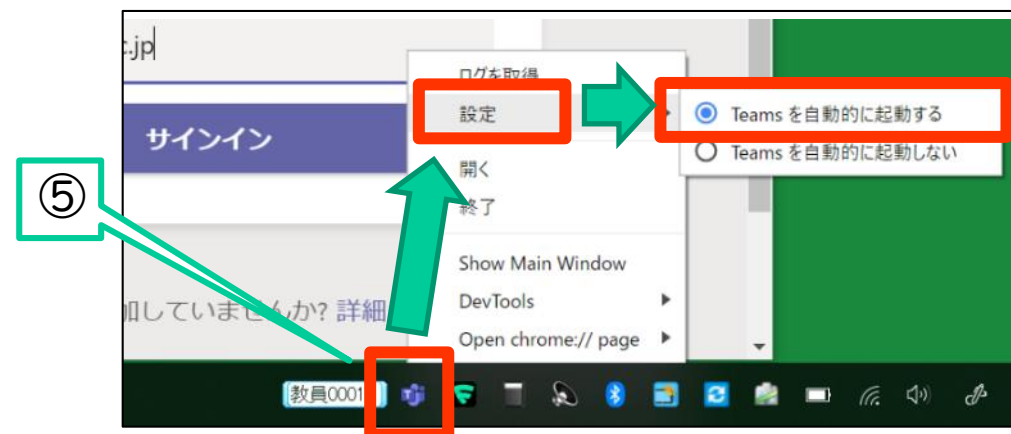 c.jp
サインイン
⑤
ログを取得
設定
Teams を自動的に起動する
Teams を自動的に起動しない
開く
終了
Show Main Window
DevTools
Open chrome:// page
加していませんか? 詳細
教員0001